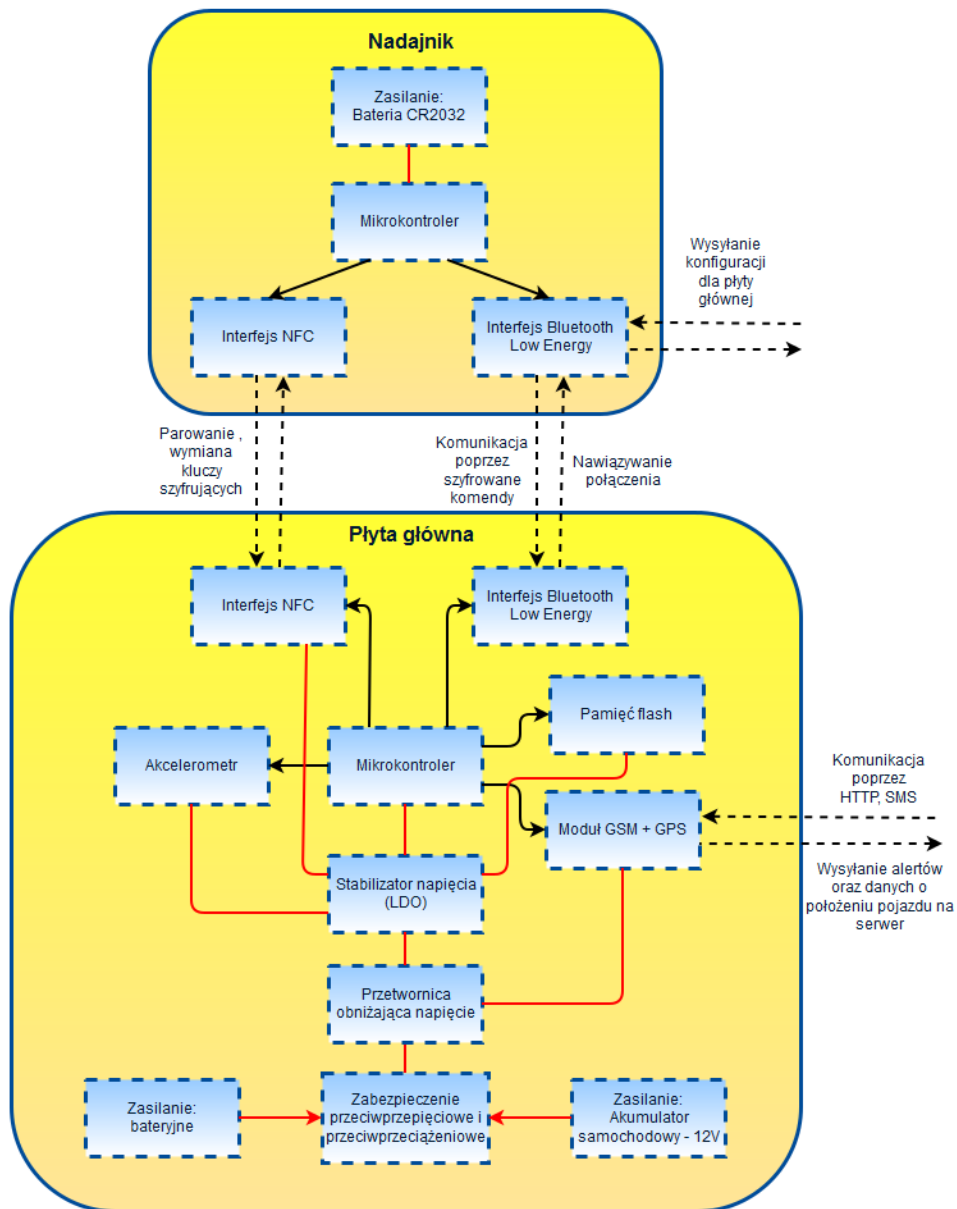 Nadajnik
Zasilanie:
Bateria CR2032
Mikrokontroler
Wysyłanie
konfiguracji
dla płyty
głównej
Interfejs NFC
Interfejs Bluetooth
Low Energy
Parowanie ,
wymiana
kluczy
szyfrujących
Komunikacja
poprzez
szyfrowane
komendy
Nawiązywanie
połączenia
Płyta główna
Interfejs NFC
Interfejs Bluetooth
Low Energy
Pamięć flash
Akcelerometr
Mikrokontroler
Komunikacja
poprzez
HTTP, SMS
Moduł GSM + GPS
Wysyłanie alertów
oraz danych o
położeniu pojazdu na
serwer
Stabilizator napięcia
(LDO)
Przetwornica
obniżająca napięcie
Zasilanie:
bateryjne
Zabezpieczenie
przeciwprzepięciowe i
przeciwprzeciążeniowe
Zasilanie:
Akumulator
samochodowy - 12V